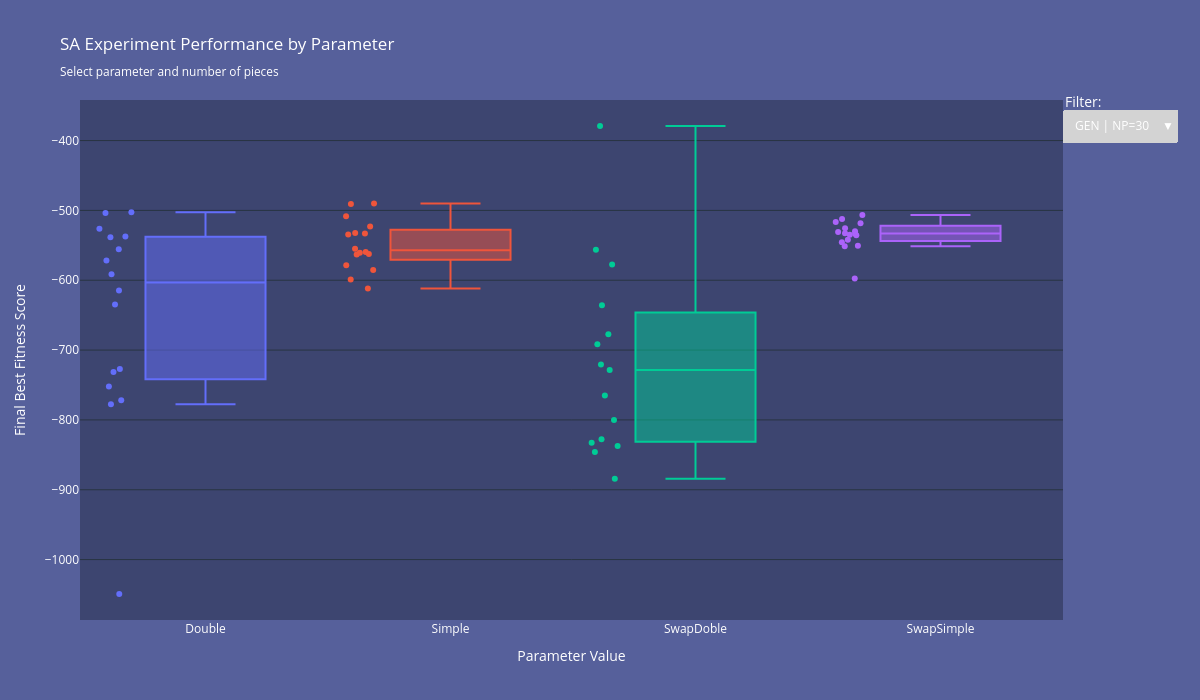 SA Experiment Performance by Parameter
Select parameter and number of pieces
Filter:
GEN | NP=30 ▼
−400
−500
−600
−700
−800
−900
−1000
Final Best Fitness Score
Double
Simple
SwapDoble
SwapSimple
Parameter Value